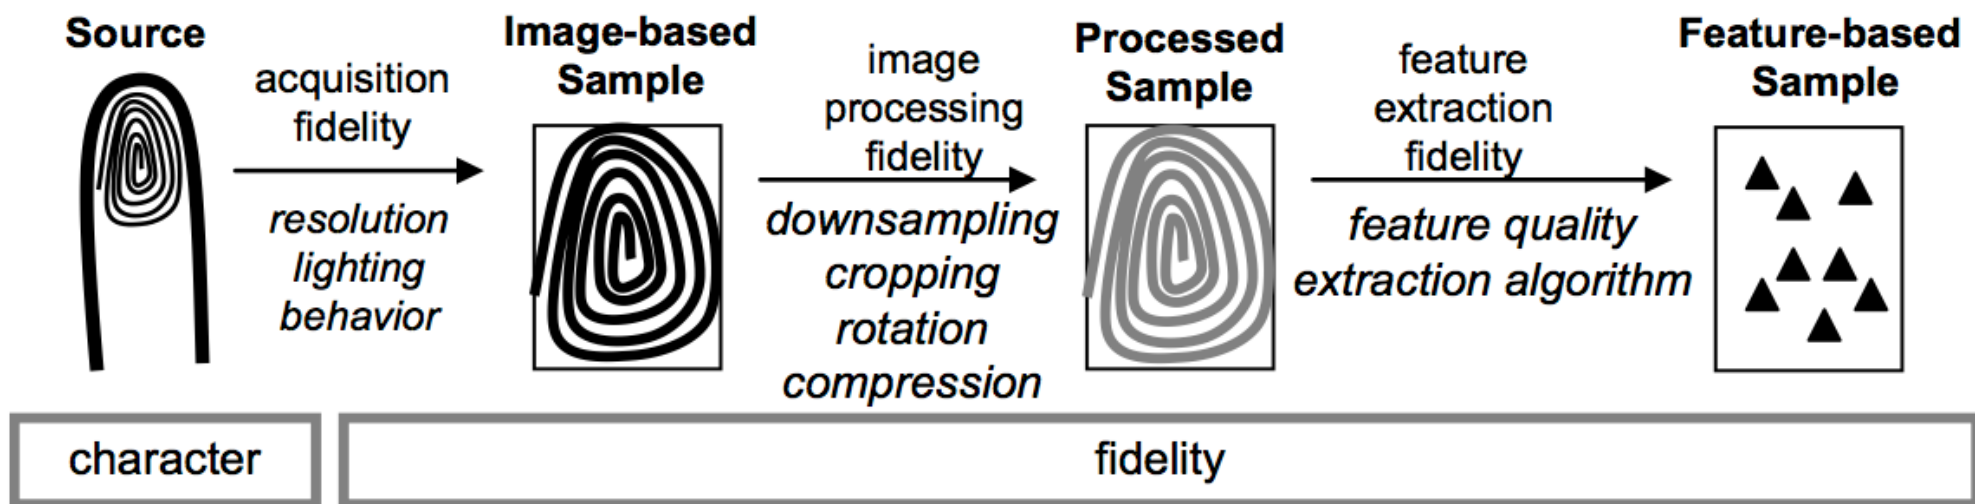 Source
acquisition
fidelity
resolution
lighting
behavior
Image-based
Sample
image
processing
fidelity
downsampling
cropping
rotation
compression
Processed
Sample
feature
extraction
fidelity
feature quality
extraction algorithm
Feature-based
Sample
character
fidelity